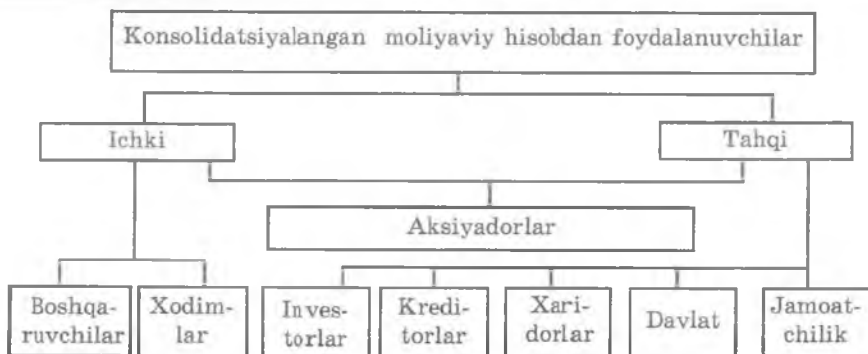 Konsolidatsiyalangan moliyaviy hisobdan foydalanuvchilar
Ichki
Tahqi
Aksiyadorlar
Boshqa-
ruvchilar
Xodim-
lar
Inves-
torlar
Kredi-
torlar
Xari-
dorlar
Davlat
Jamoat-
chilik